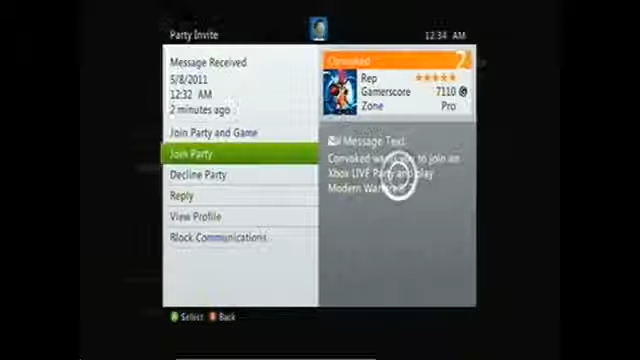 Party Invite
12:34 AM
Message Received
5/8/2011
12:32 AM
2 minutes ago
Join Party and Game
Join Party
Decline Party
Reply
View Profile
Block Communications
Convoked
2
Rep
Gamerscore 7110 G
Zone Pro
Message Text
Convoked wants you to join an
Xbox LIVE Party and play
Modern
A Select B Back